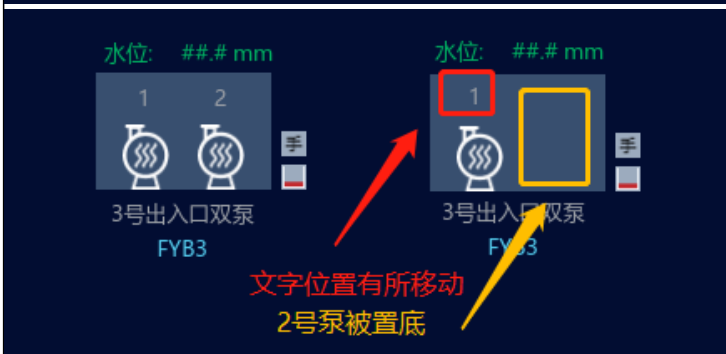 水位: ##.# mm 水位: ##.# mm
1 2 1
手 手
3号出入口双泵 3号出入口双泵
FYB3 FYB3
文字位置有所移动
2号泵被置底